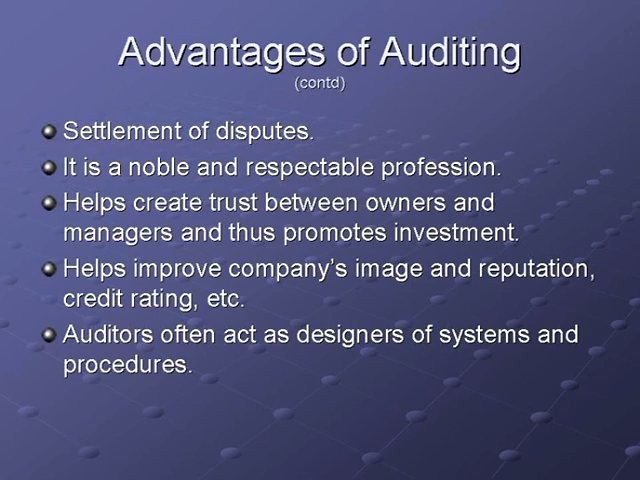 Advantages of Auditing
(contd)
Settlement of disputes.
It is a noble and respectable profession.
Helps create trust between owners and
managers and thus promotes investment.
Helps improve company's image and reputation,
credit rating, etc.
Auditors often act as designers of systems and
procedures.